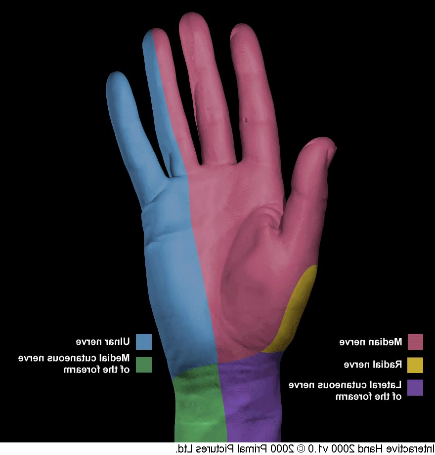 Ulnar nerve
Medial cutaneous nerve
of the forearm
Median nerve
Radial nerve
Lateral cutaneous nerve
of the forearm
Interactive Hand 2000 v1.0 © 2000 Primal Pictures Ltd.